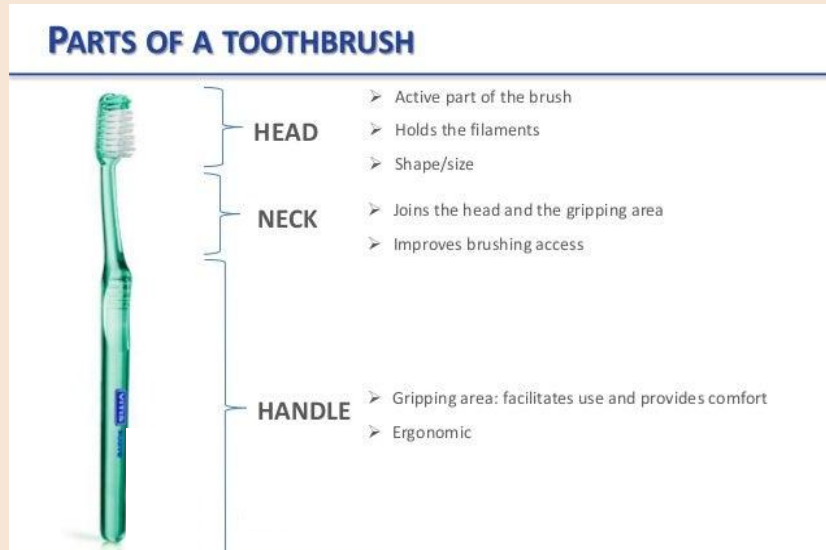 PARTS OF A TOOTHBRUSH
HEAD
➢ Active part of the brush
➢ Holds the filaments
➢ Shape/size
NECK
➢ Joins the head and the gripping area
➢ Improves brushing access
HANDLE
➢ Gripping area: facilitates use and provides comfort
➢ Ergonomic
VITIS